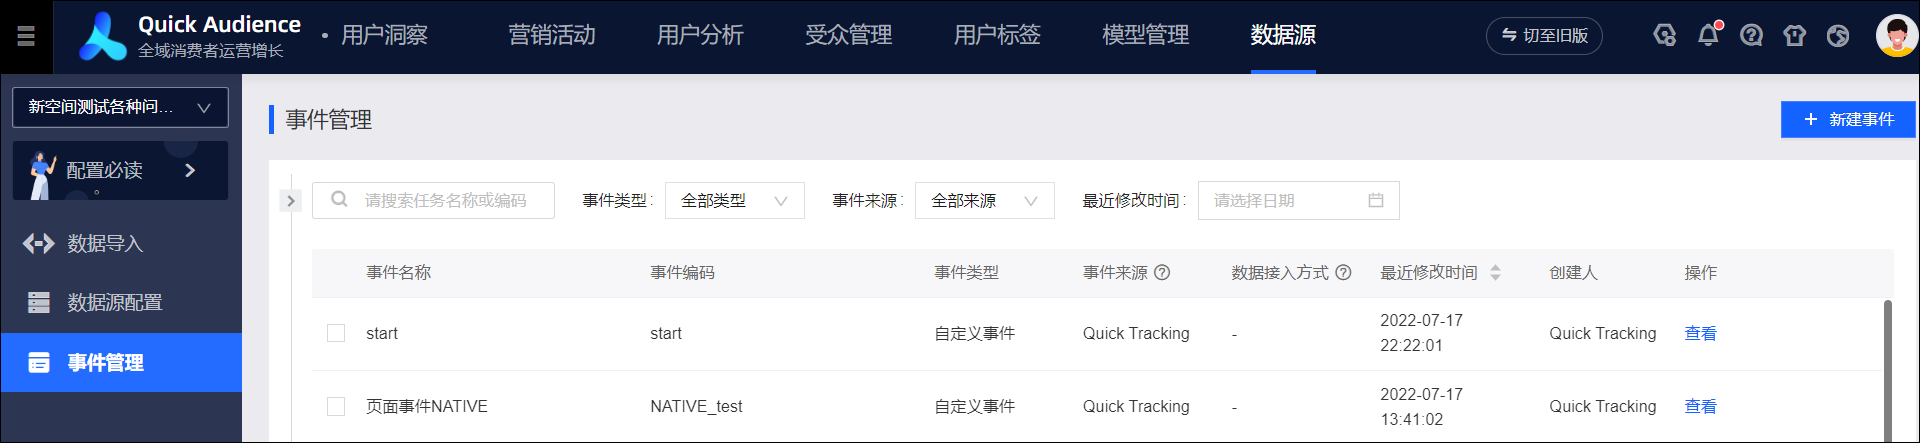 Quick Audience
全域消费者运营增长
• 用户洞察 营销活动 用户分析 受众管理 用户标签 模型管理 数据源
切至旧版
新空间测试各种问...
配置必读
数据导入
数据源配置
事件管理
事件管理
+ 新建事件
请搜索任务名称或编码 事件类型: 全部类型 事件来源: 全部来源 最近修改时间: 请选择日期
事件名称 事件编码 事件类型 事件来源 数据接入方式 最近修改时间 创建人 操作
start start 自定义事件 Quick Tracking - 2022-07-17 22:22:01 Quick Tracking 查看
页面事件NATIVE NATIVE_test 自定义事件 Quick Tracking - 2022-07-17 13:41:02 Quick Tracking 查看